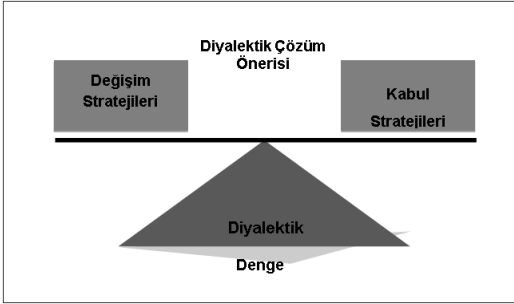 Diyalektik Çözüm
Önerisi
Değişim
Stratejileri
Kabul
Stratejileri
Diyalektik
Denge